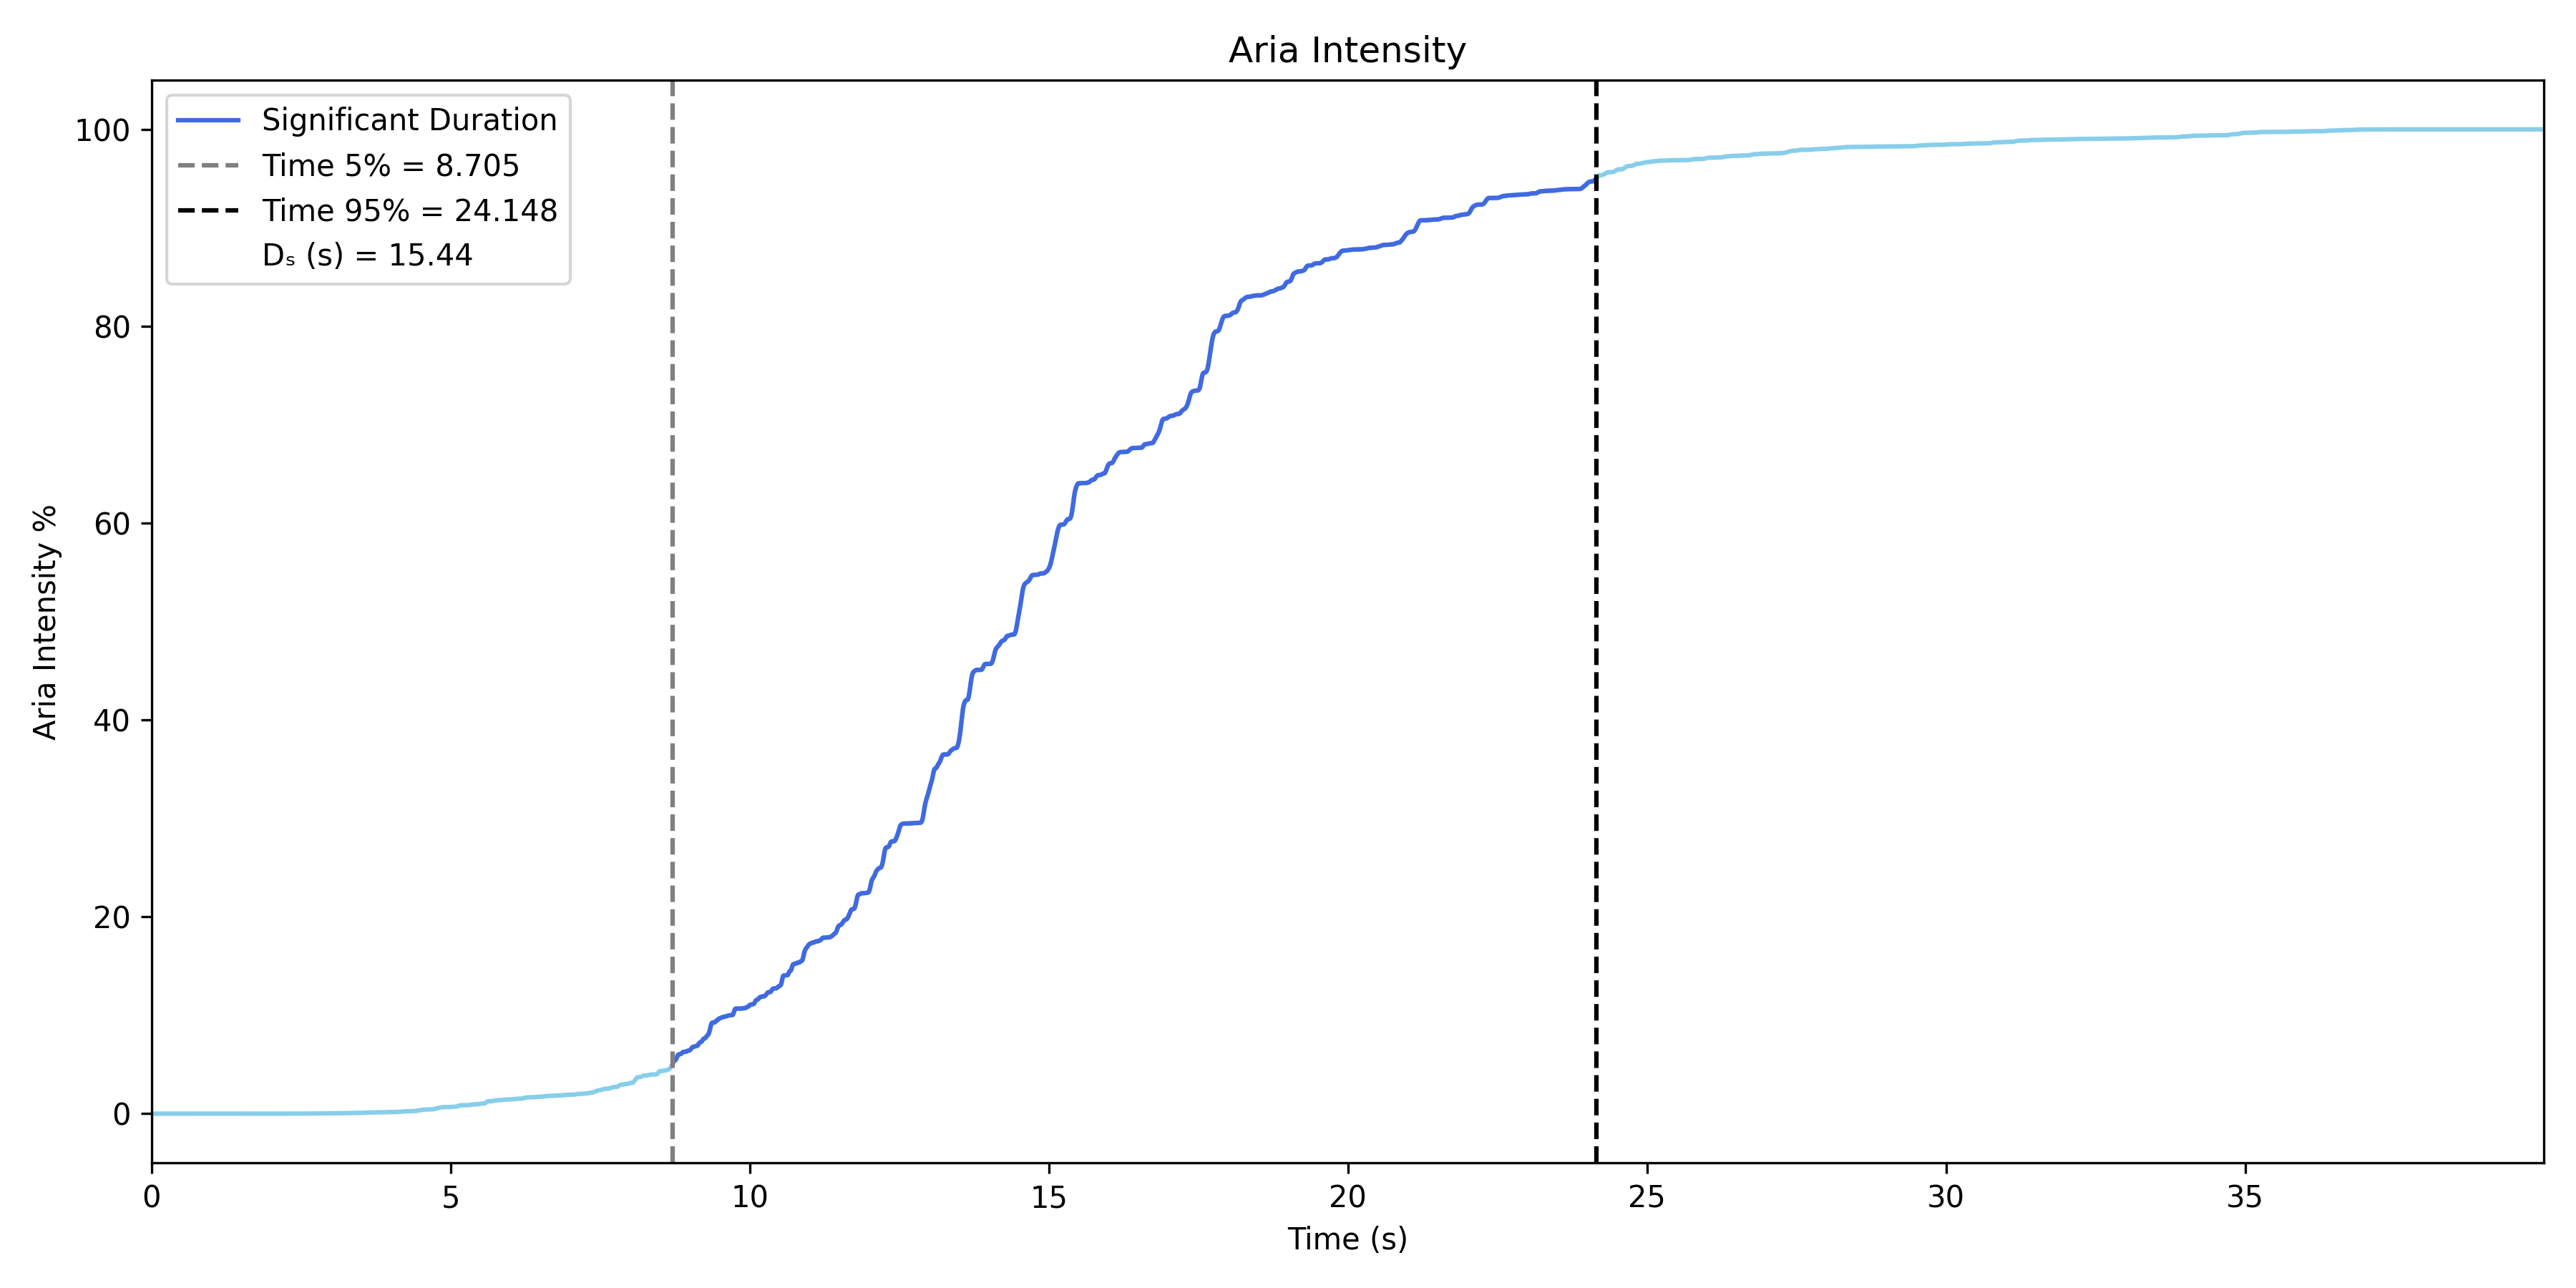 Aria Intensity
Significant Duration
Time 5% = 8.705
Time 95% = 24.148
Dₛ (s) = 15.44
Aria Intensity %
100
80
60
40
20
0
0 5 10 15 20 25 30 35
Time (s)